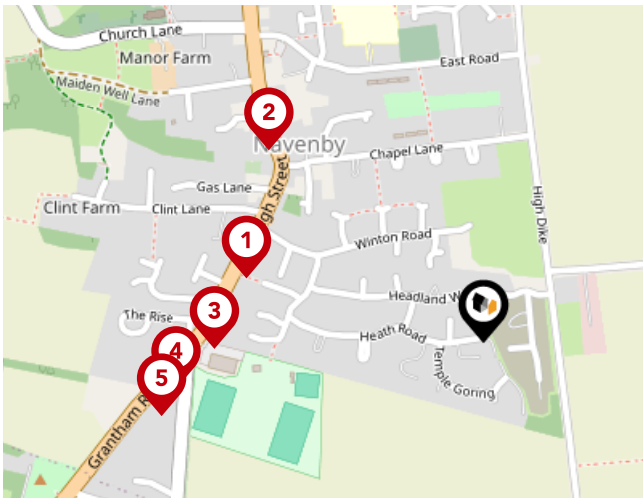 Church Lane
Manor Farm
East Road
Maiden Well Lane
2
Navenby
Chapel Lane
Gas Lane
High Dike
Clint Farm
Clint Lane
Street
1
Winton Road
Headland
3
The Rise
Heath Road
4
Temple Goring
5
Grantham